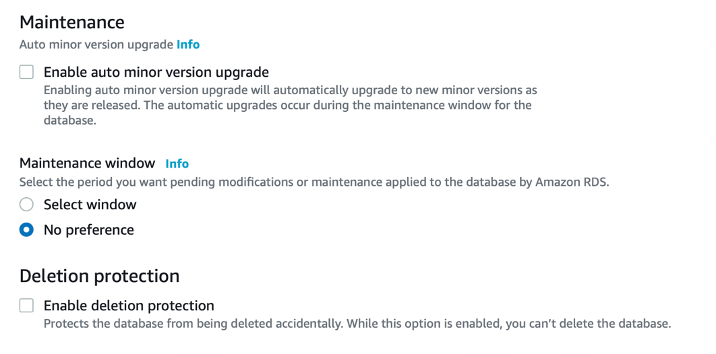 Maintenance
Auto minor version upgrade Info
Enable auto minor version upgrade
Enabling auto minor version upgrade will automatically upgrade to new minor versions as
they are released. The automatic upgrades occur during the maintenance window for the
database.
Maintenance window Info
Select the period you want pending modifications or maintenance applied to the database by Amazon RDS.
Select window
No preference
Deletion protection
Enable deletion protection
Protects the database from being deleted accidentally. While this option is enabled, you can't delete the database.